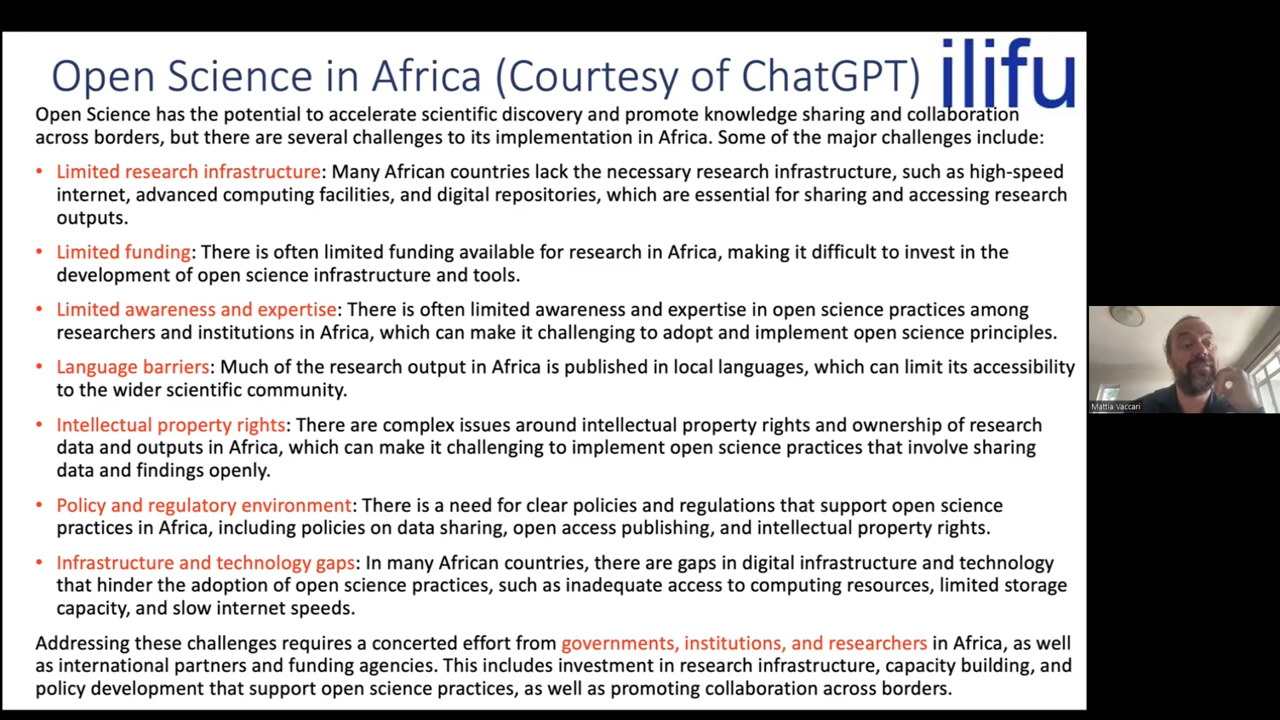 Open Science in Africa (Courtesy of ChatGPT)
ilifu
Open Science has the potential to accelerate scientific discovery and promote knowledge sharing and collaboration
across borders, but there are several challenges to its implementation in Africa. Some of the major challenges include:
• Limited research infrastructure: Many African countries lack the necessary research infrastructure, such as high-speed
internet, advanced computing facilities, and digital repositories, which are essential for sharing and accessing research
outputs.
• Limited funding: There is often limited funding available for research in Africa, making it difficult to invest in the
development of open science infrastructure and tools.
• Limited awareness and expertise: There is often limited awareness and expertise in open science practices among
researchers and institutions in Africa, which can make it challenging to adopt and implement open science principles.
• Language barriers: Much of the research output in Africa is published in local languages, which can limit its accessibility
to the wider scientific community.
• Intellectual property rights: There are complex issues around intellectual property rights and ownership of research
data and outputs in Africa, which can make it challenging to implement open science practices that involve sharing
data and findings openly.
• Policy and regulatory environment: There is a need for clear policies and regulations that support open science
practices in Africa, including policies on data sharing, open access publishing, and intellectual property rights.
• Infrastructure and technology gaps: In many African countries, there are gaps in digital infrastructure and technology
that hinder the adoption of open science practices, such as inadequate access to computing resources, limited storage
capacity, and slow internet speeds.
Addressing these challenges requires a concerted effort from governments, institutions, and researchers in Africa, as well
as international partners and funding agencies. This includes investment in research infrastructure, capacity building, and
policy development that support open science practices, as well as promoting collaboration across borders.
Mattia Vaccari